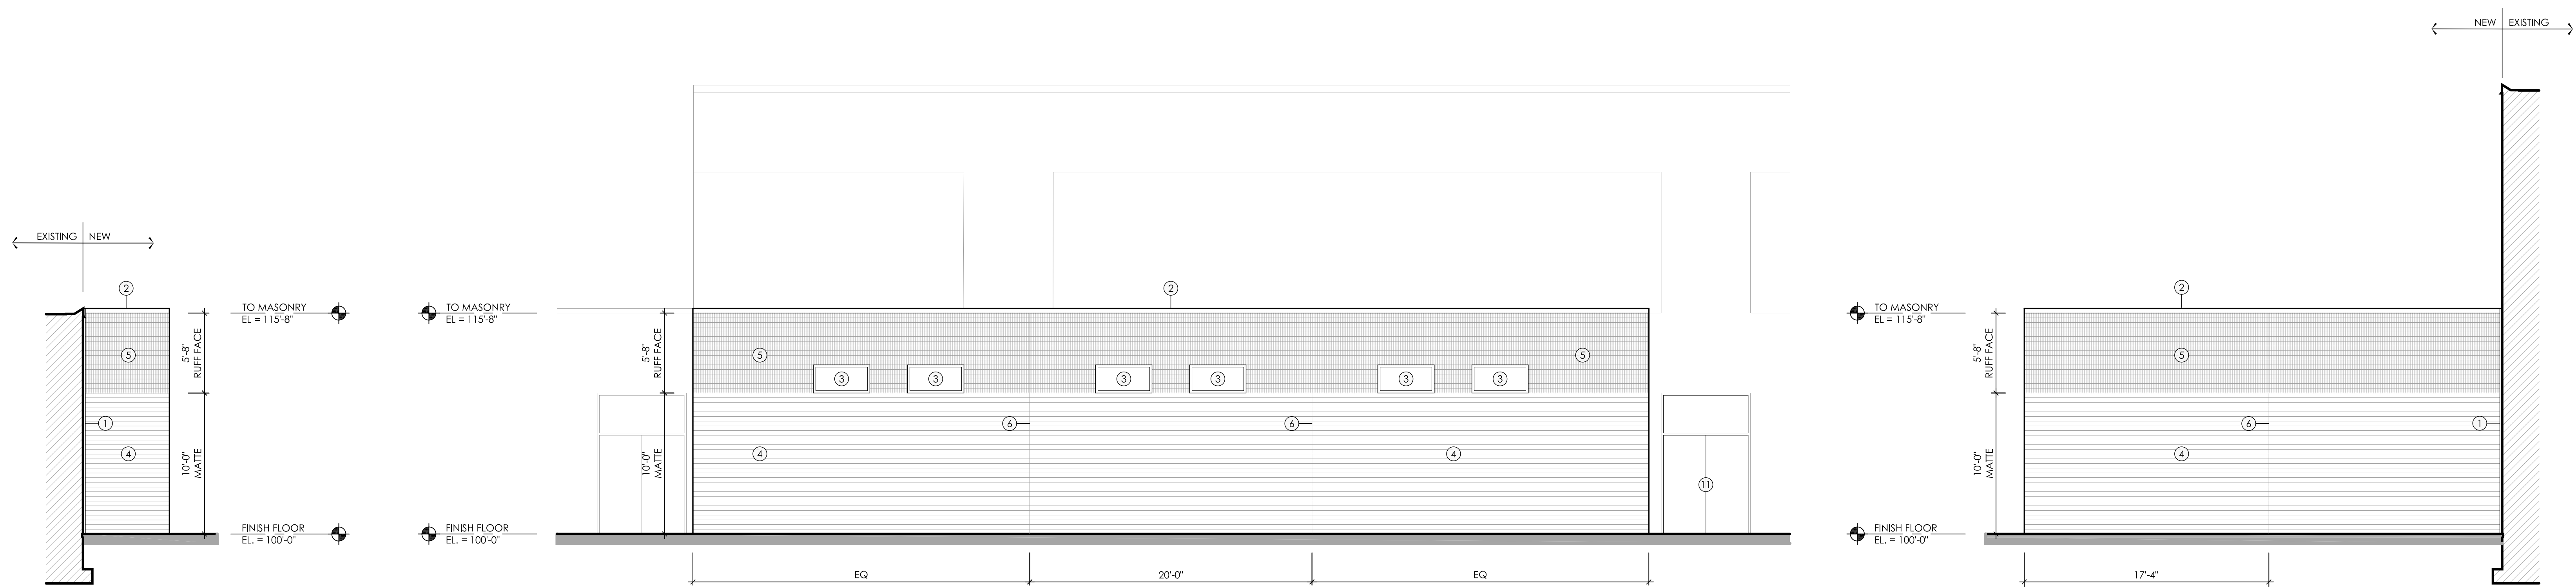 EXISTING NEW
2
5
1
4
5'-8"
RUFF FACE
10'-0"
MATTE
TO MASONRY
EL = 115'-8"
FINISH FLOOR
EL. = 100'-0"
TO MASONRY
EL = 115'-8"
FINISH FLOOR
EL. = 100'-0"
5'-8"
RUFF FACE
10'-0"
MATTE
2
5
5
3
3
3
3
3
3
6
6
4
4
11
EQ
20'-0"
EQ
TO MASONRY
EL = 115'-8"
FINISH FLOOR
EL. = 100'-0"
NEW EXISTING
5'-8"
RUFF FACE
10'-0"
MATTE
2
5
6
1
4
17'-4"